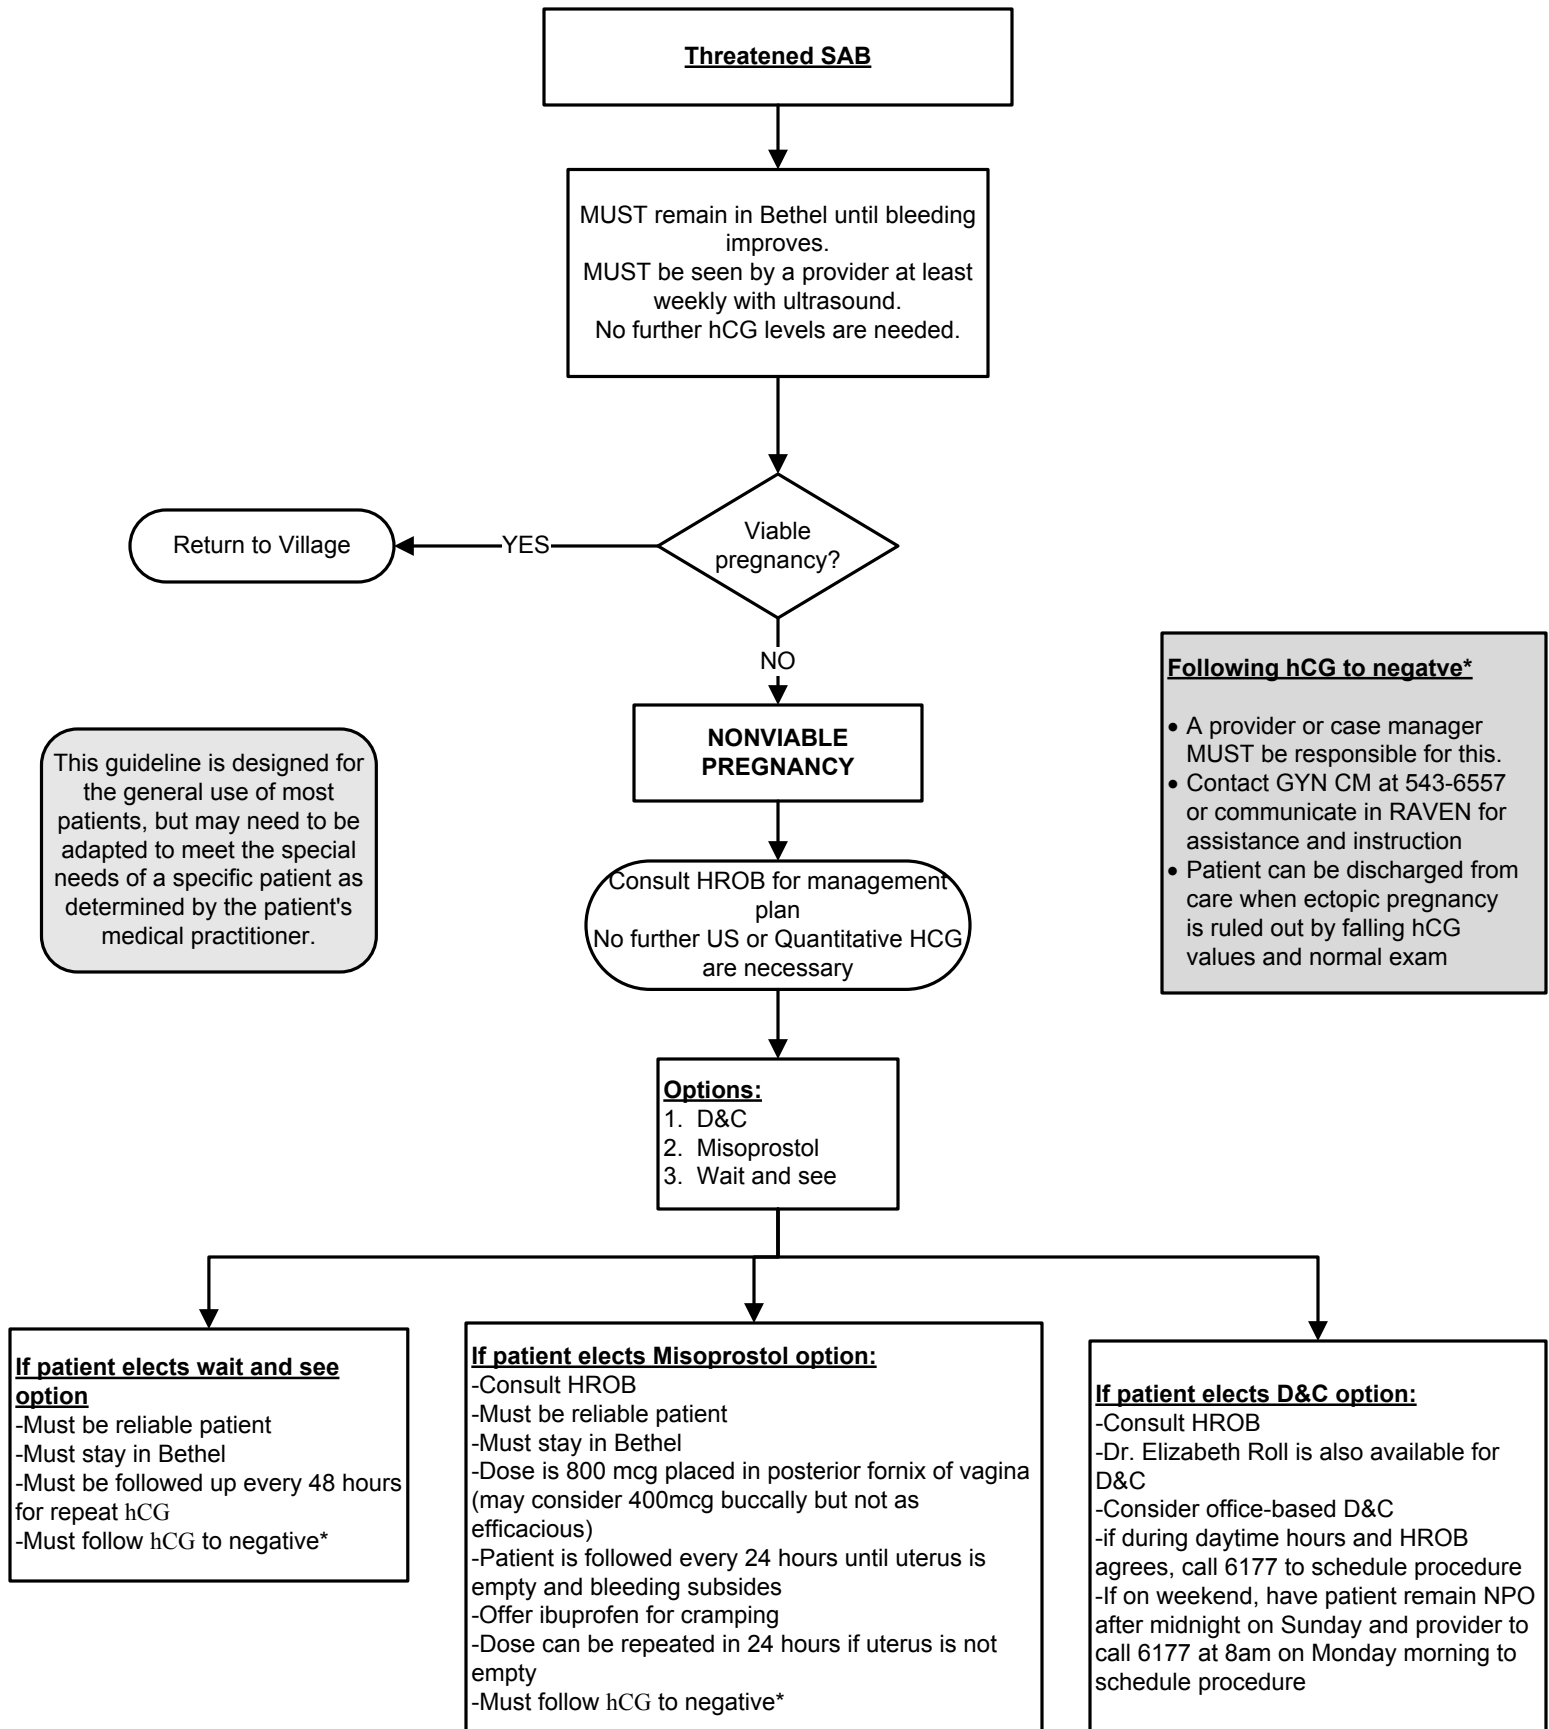 Threatened SAB
MUST remain in Bethel until bleeding
improves.
MUST be seen by a provider at least
weekly with ultrasound.
No further hCG levels are needed.
Viable
pregnancy?
YES
Return to Village
NO
NONVIABLE
PREGNANCY
Following hCG to negatve*
• A provider or case manager
MUST be responsible for this.
• Contact GYN CM at 543-6557
or communicate in RAVEN for
assistance and instruction
• Patient can be discharged from
care when ectopic pregnancy
is ruled out by falling hCG
values and normal exam
This guideline is designed for
the general use of most
patients, but may need to be
adapted to meet the special
needs of a specific patient as
determined by the patient's
medical practitioner.
Consult HROB for management
plan
No further US or Quantitative HCG
are necessary
Options:
1. D&C
2. Misoprostol
3. Wait and see
If patient elects wait and see
option
-Must be reliable patient
-Must stay in Bethel
-Must be followed up every 48 hours
for repeat hCG
-Must follow hCG to negative*
If patient elects Misoprostol option:
-Consult HROB
-Must be reliable patient
-Must stay in Bethel
-Dose is 800 mcg placed in posterior fornix of vagina
(may consider 400mcg buccally but not as
efficacious)
-Patient is followed every 24 hours until uterus is
empty and bleeding subsides
-Offer ibuprofen for cramping
-Dose can be repeated in 24 hours if uterus is not
empty
-Must follow hCG to negative*
If patient elects D&C option:
-Consult HROB
-Dr. Elizabeth Roll is also available for
D&C
-Consider office-based D&C
-if during daytime hours and HROB
agrees, call 6177 to schedule procedure
-If on weekend, have patient remain NPO
after midnight on Sunday and provider to
call 6177 at 8am on Monday morning to
schedule procedure